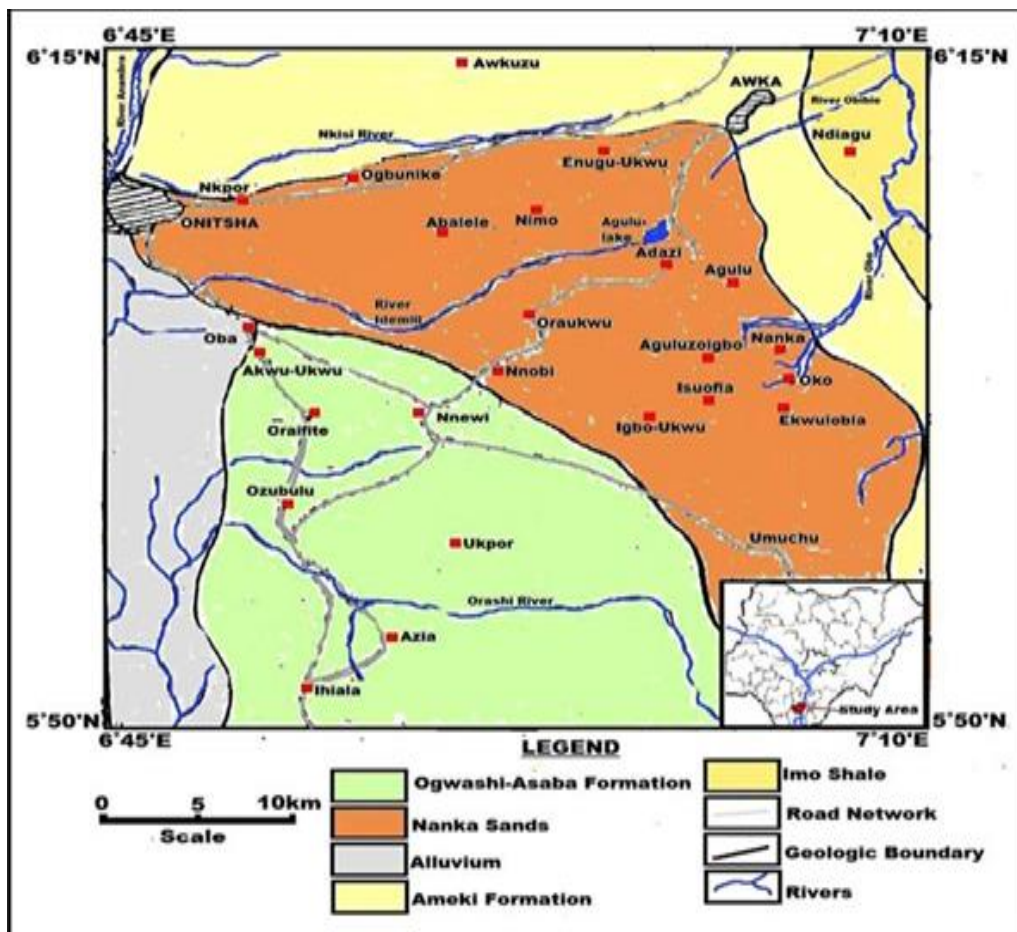 6°45'E
7°10'E
6°15'N
6°15'N
River Anambra
Awkuzu
AWKA
River Obibie
Nkisi River
Ndiagu
Enugu-Ukwu
Ogbunike
Nkpor
ONITSHA
Abalele
Nimo
Agulu-
lake
Adazi
Agulu
River
Idemili
Oraukwu
Oba
Akwu-Ukwu
Nnobi
Aguluzoigbo
Nanka
Oko
Isuofia
Oraifite
Nnewi
Igbo-Ukwu
Ekwulobia
Ozubulu
Ukpor
Umuchu
Orashi River
Azia
Ihiala
Study Area
5°50'N
5°50'N
6°45'E
7°10'E
LEGEND
0 5 10km
Scale
Ogwashi-Asaba Formation
Nanka Sands
Alluvium
Ameki Formation
Imo Shale
Road Network
Geologic Boundary
Rivers